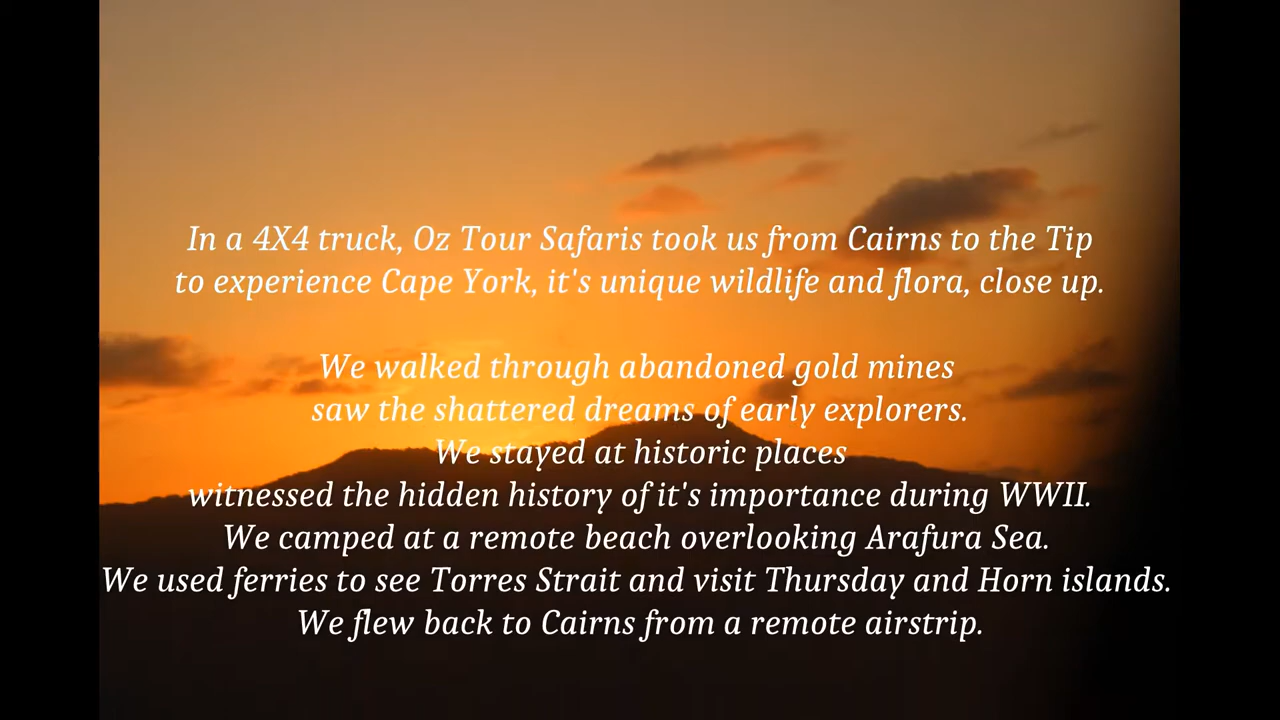 In a 4X4 truck, Oz Tour Safaris took us from Cairns to the Tip
to experience Cape York, it's unique wildlife and flora, close up.
We walked through abandoned gold mines
saw the shattered dreams of early explorers.
We stayed at historic places
witnessed the hidden history of it's importance during WWII.
We camped at a remote beach overlooking Arafura Sea.
We used ferries to see Torres Strait and visit Thursday and Horn islands.
We flew back to Cairns from a remote airstrip.